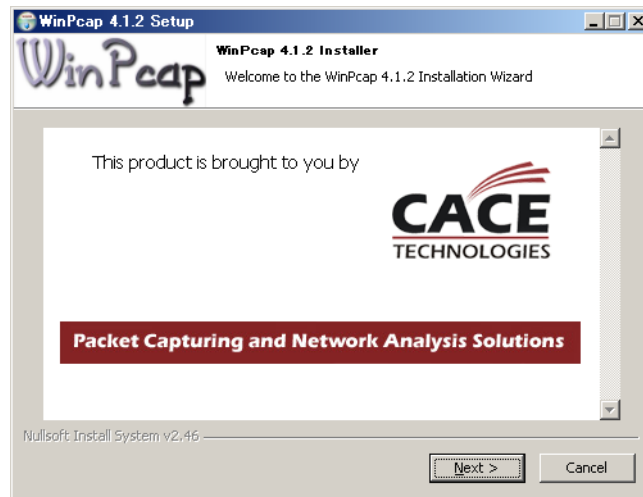 WinPcap 4.1.2 Setup
WinPcap
WinPcap 4.1.2 Installer
Welcome to the WinPcap 4.1.2 Installation Wizard
This product is brought to you by
CACE
TECHNOLOGIES
Packet Capturing and Network Analysis Solutions
Nullsoft Install System v2.46
Next >
Cancel